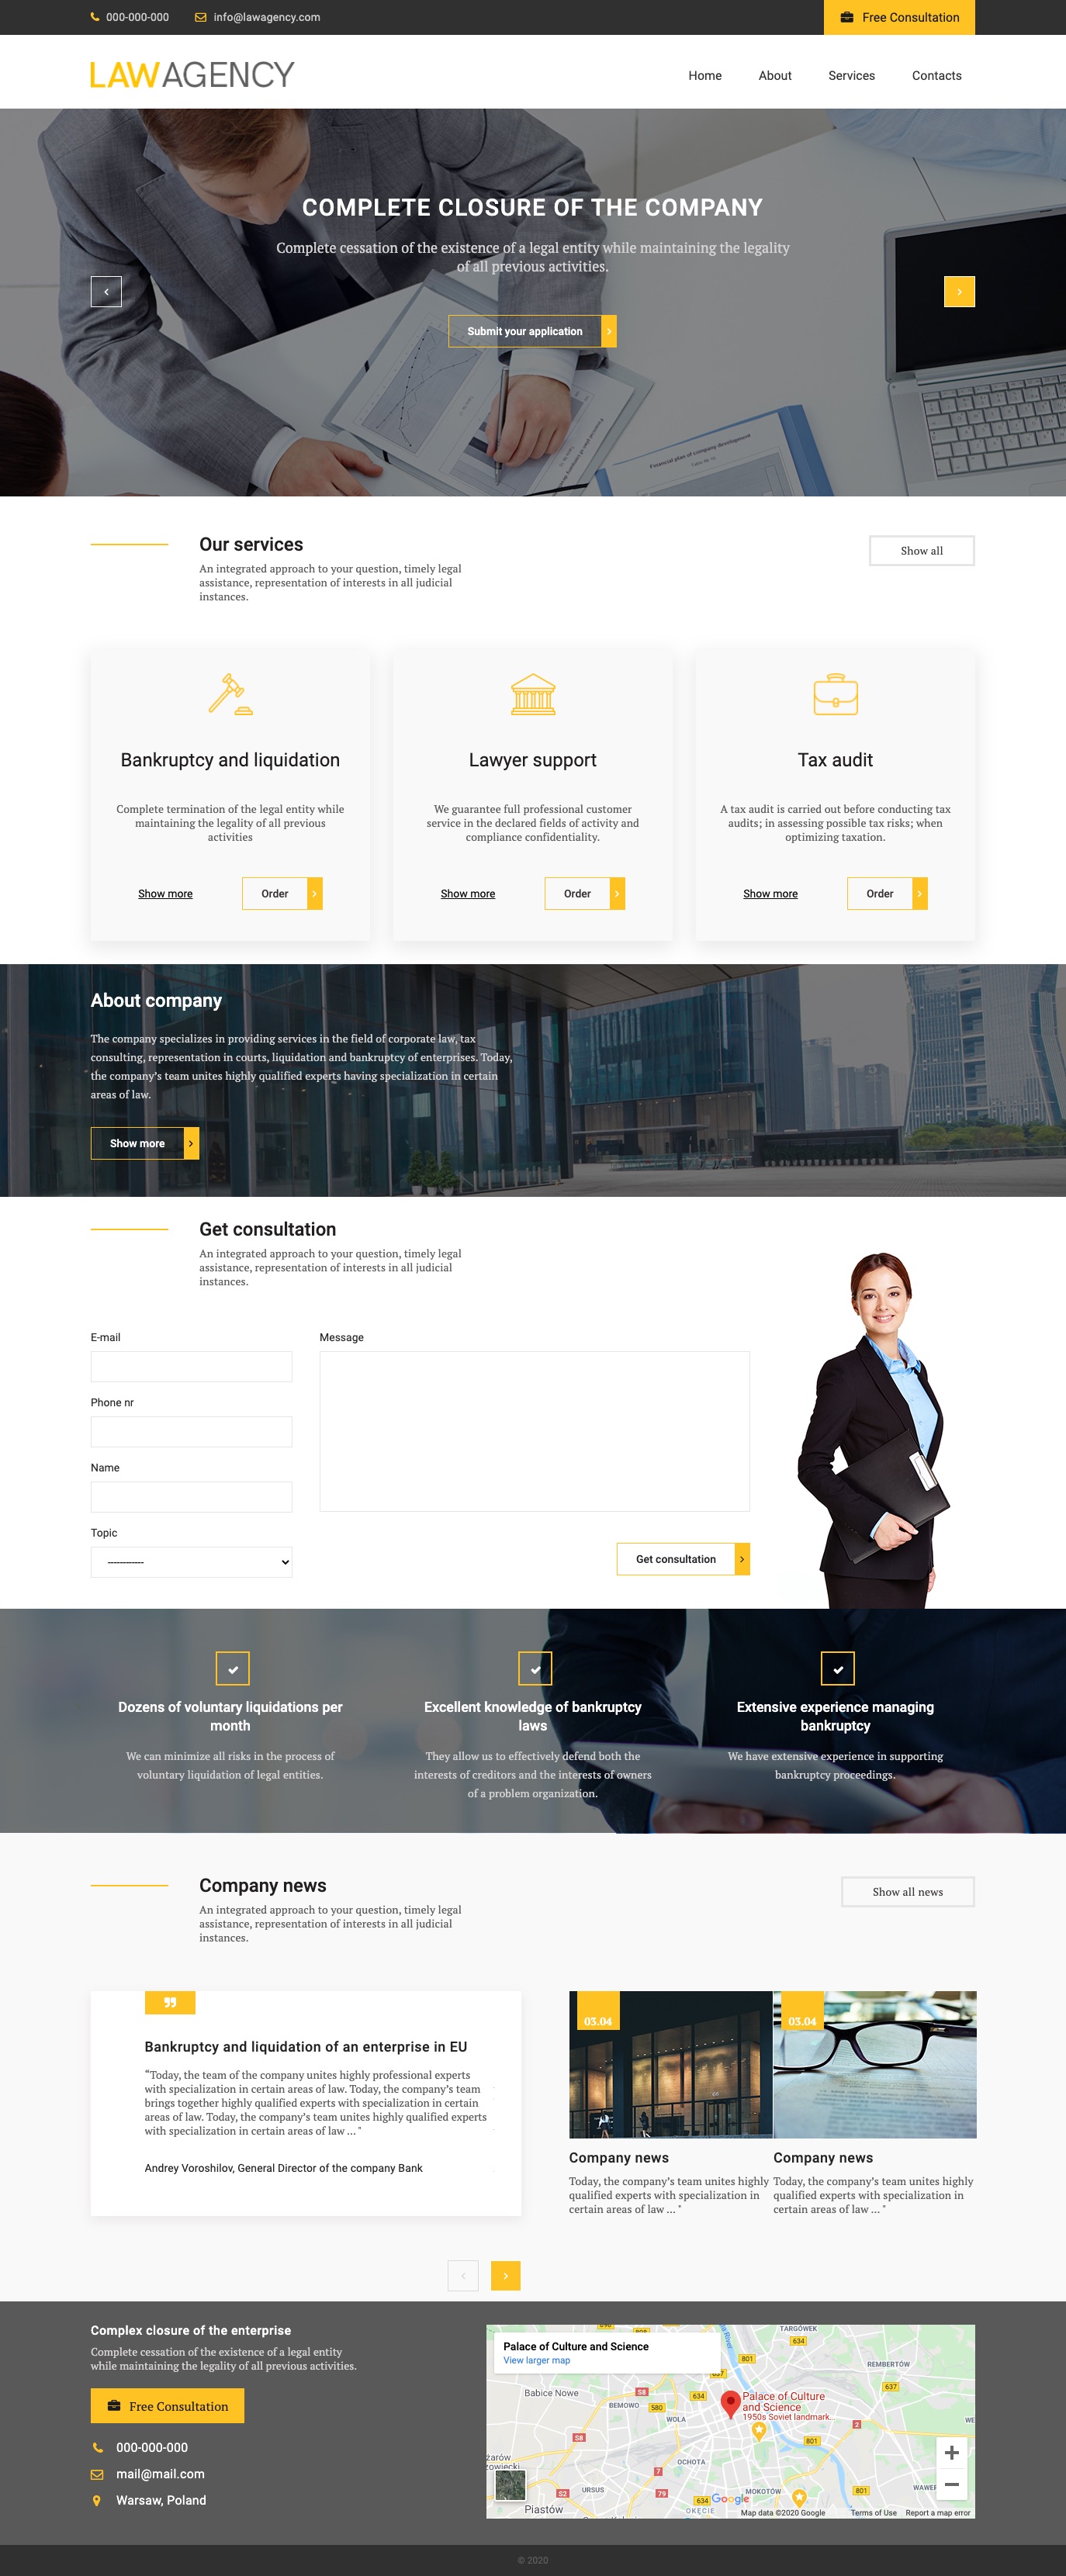 000-000-000 info@lawagency.com Free Consultation
LAWAGENCY
Home About Services Contacts
COMPLETE CLOSURE OF THE COMPANY
Complete cessation of the existence of a legal entity while maintaining the legality
of all previous activities.
Submit your application
Financial plan of company development
Our services
Show all
An integrated approach to your question, timely legal
assistance, representation of interests in all judicial
instances.
Bankruptcy and liquidation
Complete termination of the legal entity while
maintaining the legality of all previous
activities
Show more Order
Lawyer support
We guarantee full professional customer
service in the declared fields of activity and
compliance confidentiality.
Show more Order
Tax audit
A tax audit is carried out before conducting tax
audits; in assessing possible tax risks; when
optimizing taxation.
Show more Order
About company
The company specializes in providing services in the field of corporate law, tax
consulting, representation in courts, liquidation and bankruptcy of enterprises. Today,
the company's team unites highly qualified experts having specialization in certain
areas of law.
Show more
Get consultation
An integrated approach to your question, timely legal
assistance, representation of interests in all judicial
instances.
E-mail
Phone nr
Name
Topic
------------
Message
Get consultation
Dozens of voluntary liquidations per
month
We can minimize all risks in the process of
voluntary liquidation of legal entities.
Excellent knowledge of bankruptcy
laws
They allow us to effectively defend both the
interests of creditors and the interests of owners
of a problem organization.
Extensive experience managing
bankruptcy
We have extensive experience in supporting
bankruptcy proceedings.
Company news
Show all news
An integrated approach to your question, timely legal
assistance, representation of interests in all judicial
instances.
Bankruptcy and liquidation of an enterprise in EU
“Today, the team of the company unites highly professional experts
with specialization in certain areas of law. Today, the company's team
brings together highly qualified experts with specialization in certain
areas of law. Today, the company's team unites highly qualified experts
with specialization in certain areas of law ... "
Andrey Voroshilov, General Director of the company Bank
03.04
Company news
Today, the company's team unites highly
qualified experts with specialization in
certain areas of law ... "
03.04
Company news
Today, the company's team unites highly
qualified experts with specialization in
certain areas of law ... "
Complex closure of the enterprise
Complete cessation of the existence of a legal entity
while maintaining the legality of all previous activities.
Free Consultation
000-000-000
mail@mail.com
Warsaw, Poland
Palace of Culture and Science
View larger map
TARGÓWEK
634
801
REMBERTÓW
637
Babice Nowe
S8
634
BEMOWO
580
WOLA
Palace of Culture
and Science
1950s Soviet landmark...
2
S8
801
OCHOTA
7
URSUS
S2
79
MOKOTÓW
801
634
OKĘCIE
Piastów
Google
Map data ©2020 Google Terms of Use Report a map error
© 2020